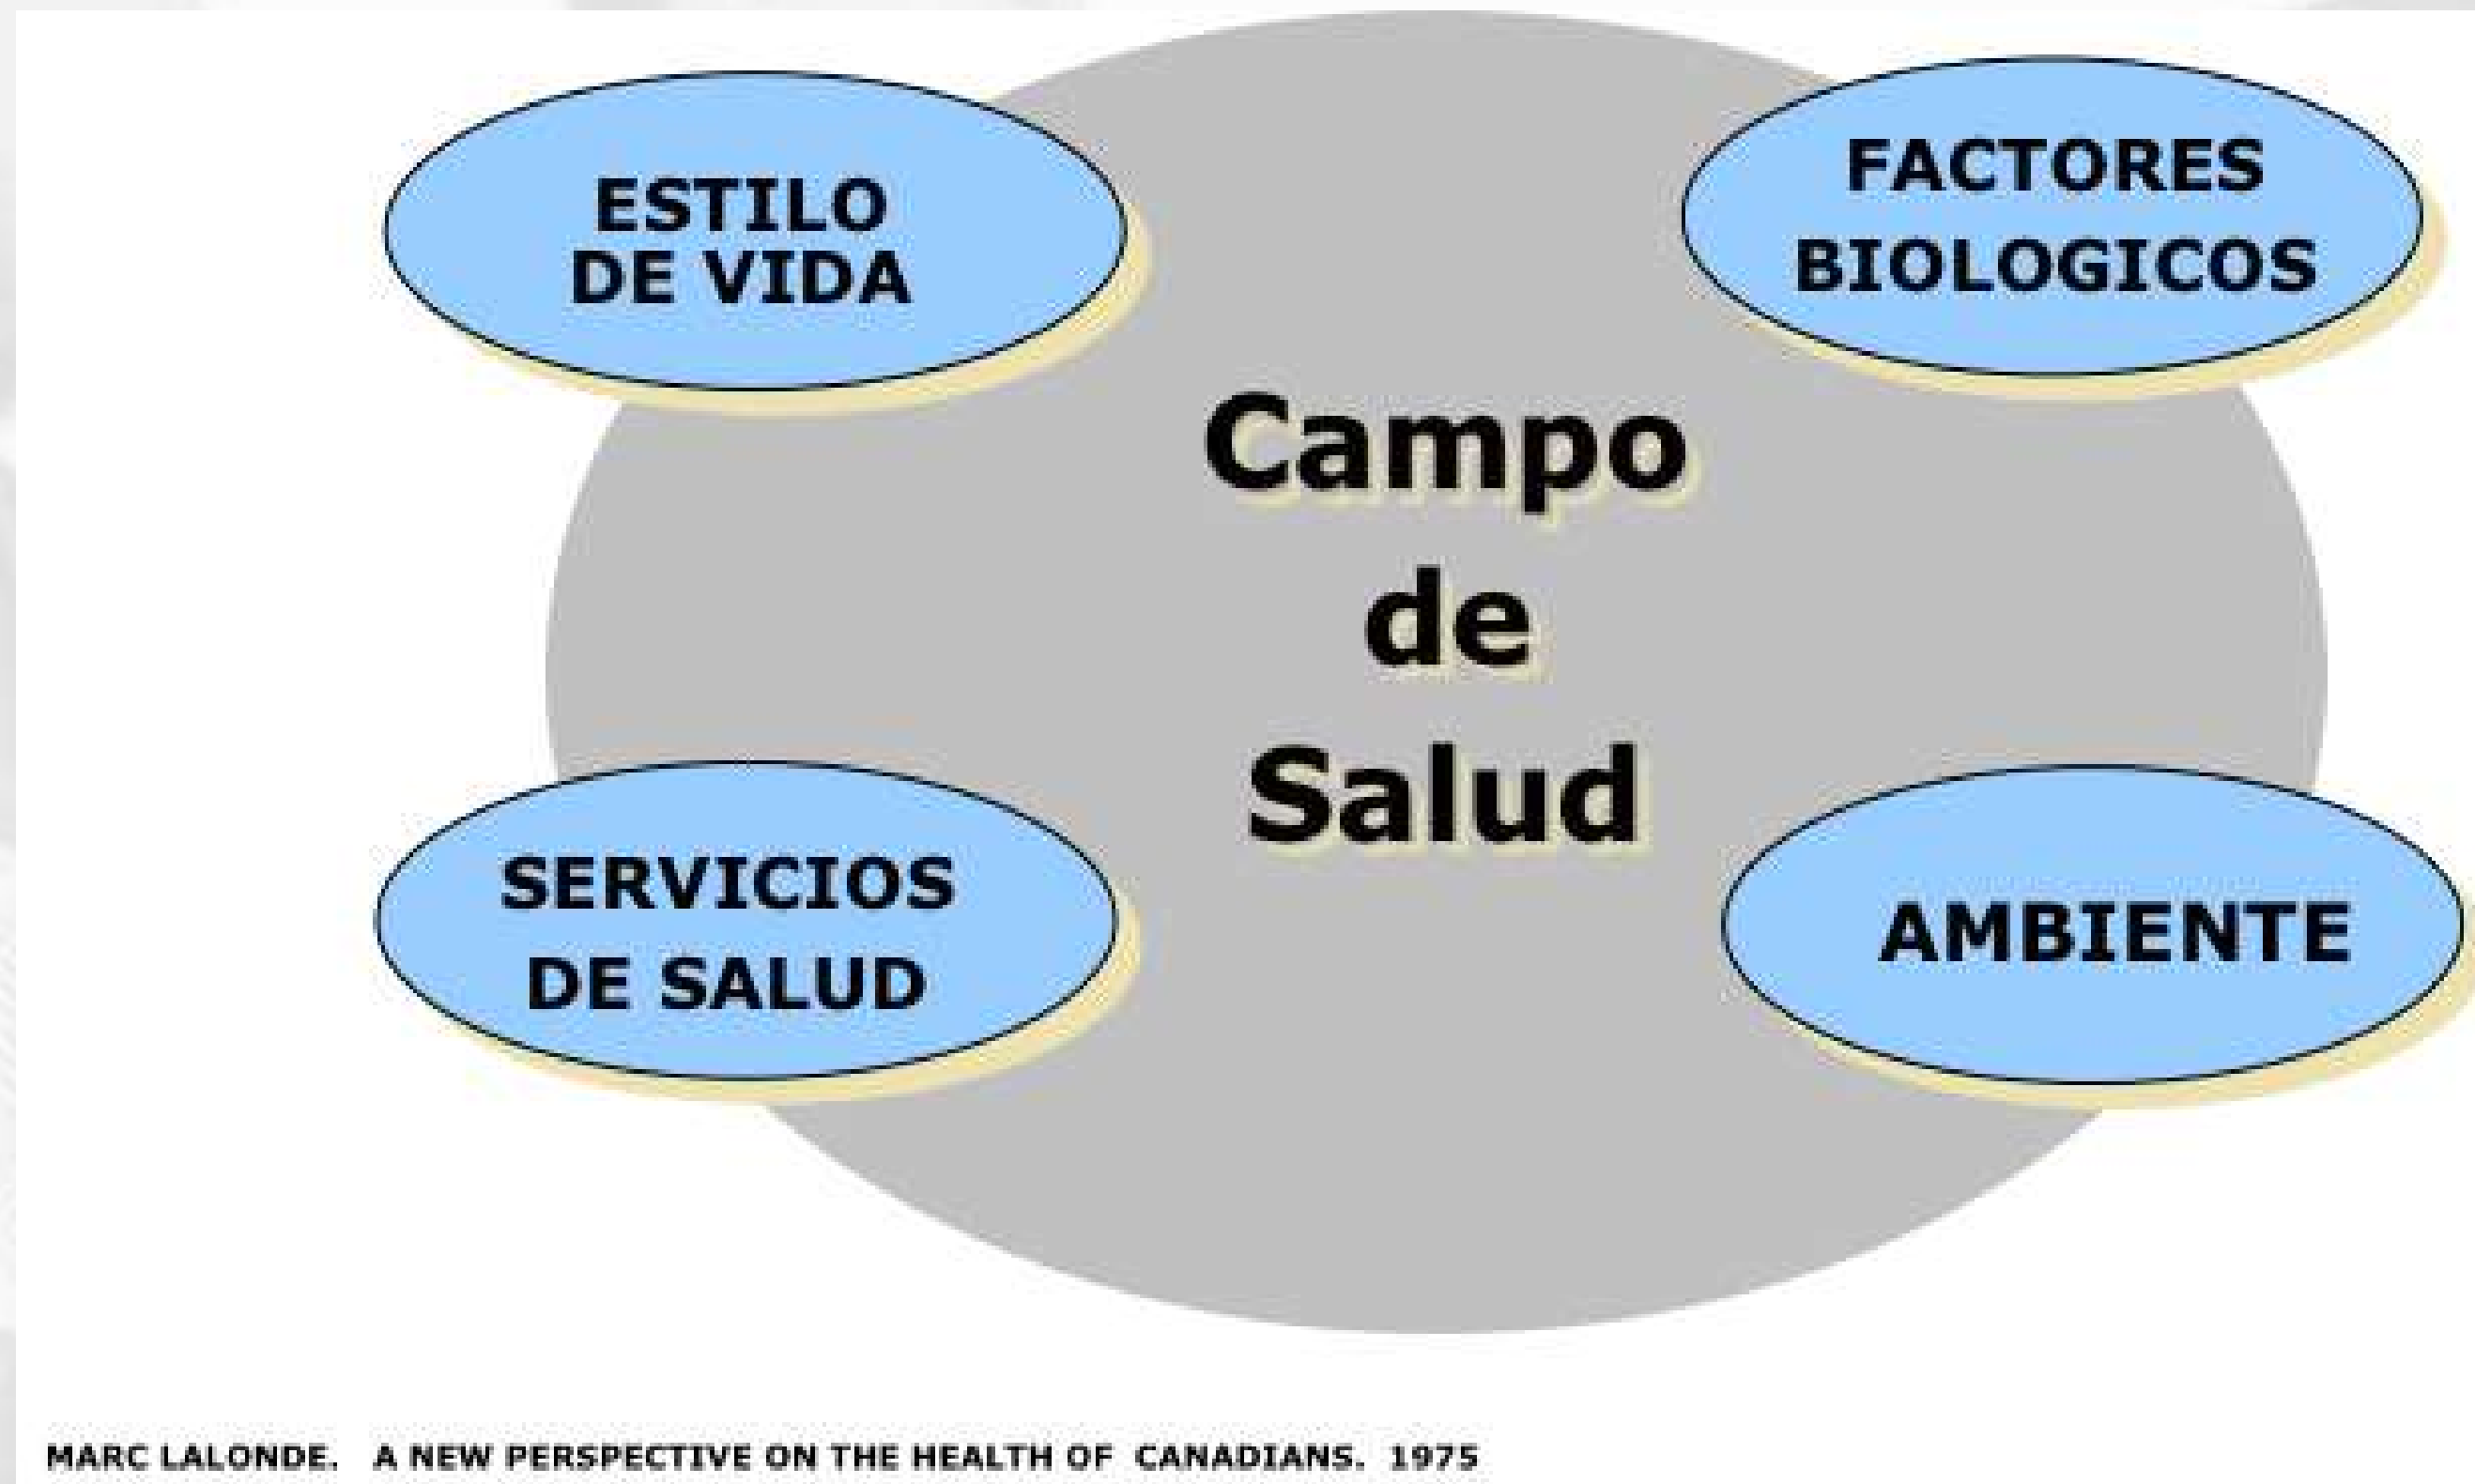 ESTILO
DE VIDA
FACTORES
BIOLOGICOS
Campo
de
Salud
SERVICIOS
DE SALUD
AMBIENTE
MARC LALONDE. A NEW PERSPECTIVE ON THE HEALTH OF CANADIANS. 1975